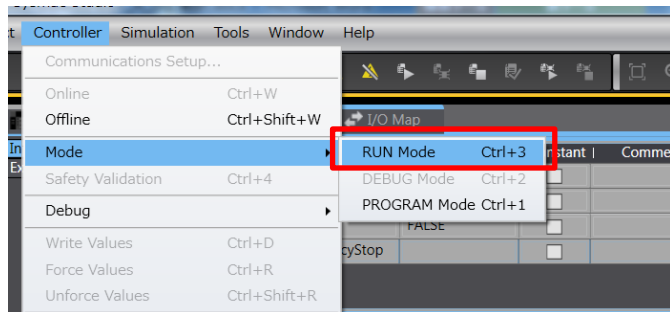 Controller Simulation Tools Window Help
Communications Setup...
Online Ctrl+W
Offline Ctrl+Shift+W
I/O Map
Mode
RUN Mode Ctrl+3
Comme
Safety Validation Ctrl+4
DEBUG Mode Ctrl+2
Debug
PROGRAM Mode Ctrl+1
FALSE
Write Values Ctrl+D
cyStop
Force Values Ctrl+R
Unforce Values Ctrl+Shift+R